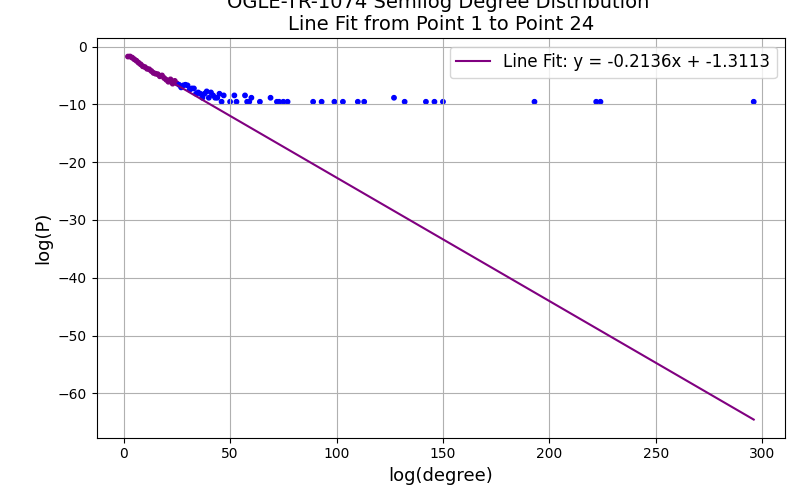 OGLE-TR-1074 Semilog Degree Distribution
Line Fit from Point 1 to Point 24
Line Fit: y = -0.2136x + -1.3113
log(P)
0
−10
−20
−30
−40
−50
−60
0 50 100 150 200 250 300
log(degree)